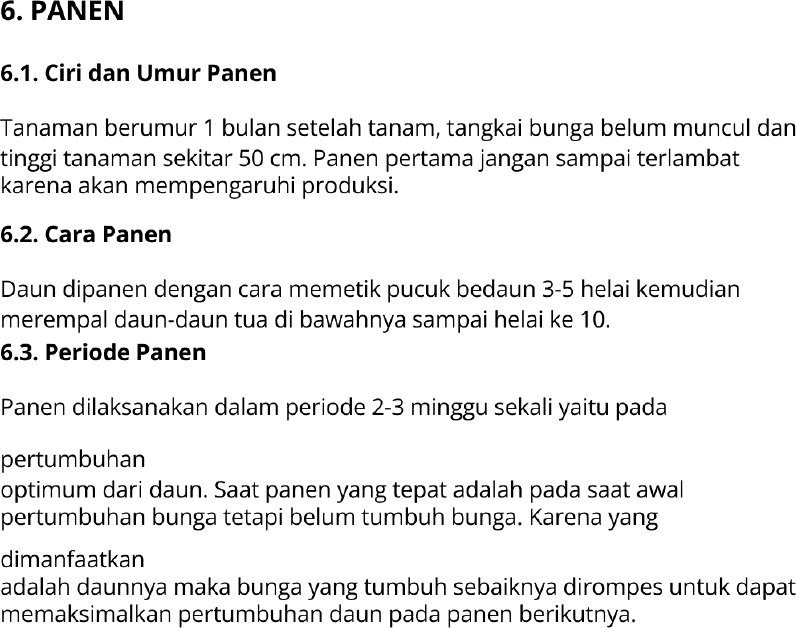 6. PANEN
6.1. Ciri dan Umur Panen
Tanaman berumur 1 bulan setelah tanam, tangkai bunga belum muncul dan
tinggi tanaman sekitar 50 cm. Panen pertama jangan sampai terlambat
karena akan mempengaruhi produksi.
6.2. Cara Panen
Daun dipanen dengan cara memetik pucuk bedaun 3-5 helai kemudian
merempal daun-daun tua di bawahnya sampai helai ke 10.
6.3. Periode Panen
Panen dilaksanakan dalam periode 2-3 minggu sekali yaitu pada
pertumbuhan
optimum dari daun. Saat panen yang tepat adalah pada saat awal
pertumbuhan bunga tetapi belum tumbuh bunga. Karena yang
dimanfaatkan
adalah daunnya maka bunga yang tumbuh sebaiknya dirompes untuk dapat
memaksimalkan pertumbuhan daun pada panen berikutnya.